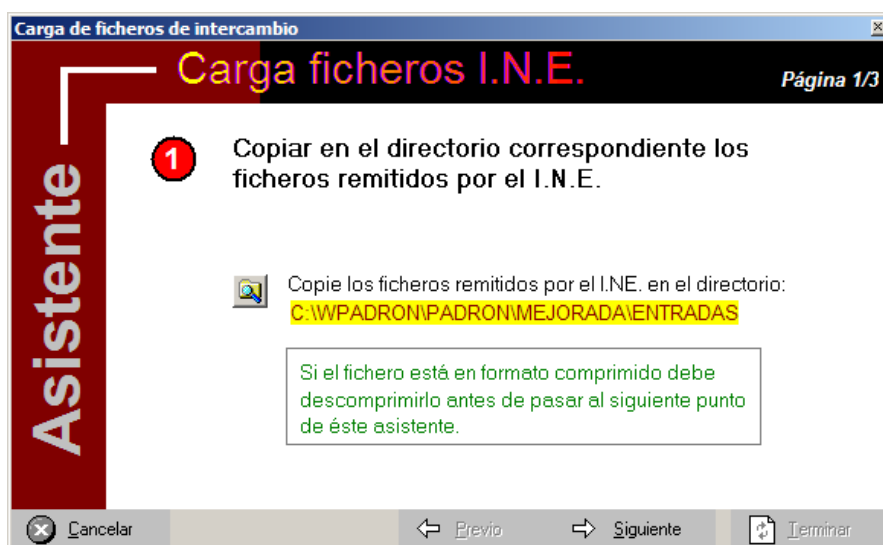 Carga de ficheros de intercambio
Carga ficheros I.N.E.
Página 1/3
Asistente
1
Copiar en el directorio correspondiente los
ficheros remitidos por el I.N.E.
Copie los ficheros remitidos por el I.NE. en el directorio:
C:\WPADRON\PADRON\MEJORADA\ENTRADAS
Si el fichero está en formato comprimido debe
descomprimirlo antes de pasar al siguiente punto
de éste asistente.
Cancelar
Previo
Siguiente
Terminar